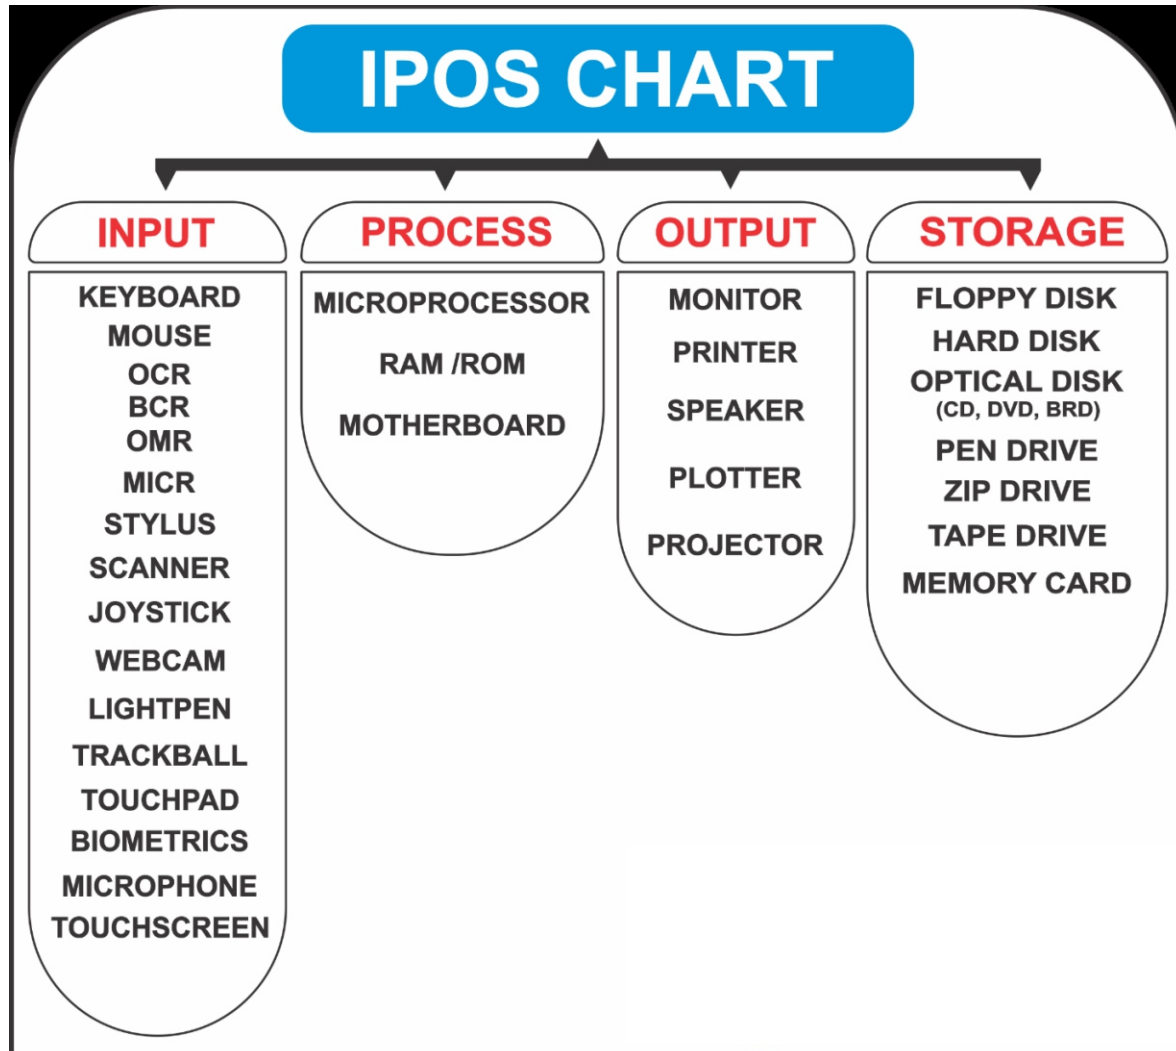 IPOS CHART
INPUT
KEYBOARD
MOUSE
OCR
BCR
OMR
MICR
STYLUS
SCANNER
JOYSTICK
WEBCAM
LIGHTPEN
TRACKBALL
TOUCHPAD
BIOMETRICS
MICROPHONE
TOUCHSCREEN
PROCESS
MICROPROCESSOR
RAM /ROM
MOTHERBOARD
OUTPUT
MONITOR
PRINTER
SPEAKER
PLOTTER
PROJECTOR
STORAGE
FLOPPY DISK
HARD DISK
OPTICAL DISK
(CD, DVD, BRD)
PEN DRIVE
ZIP DRIVE
TAPE DRIVE
MEMORY CARD